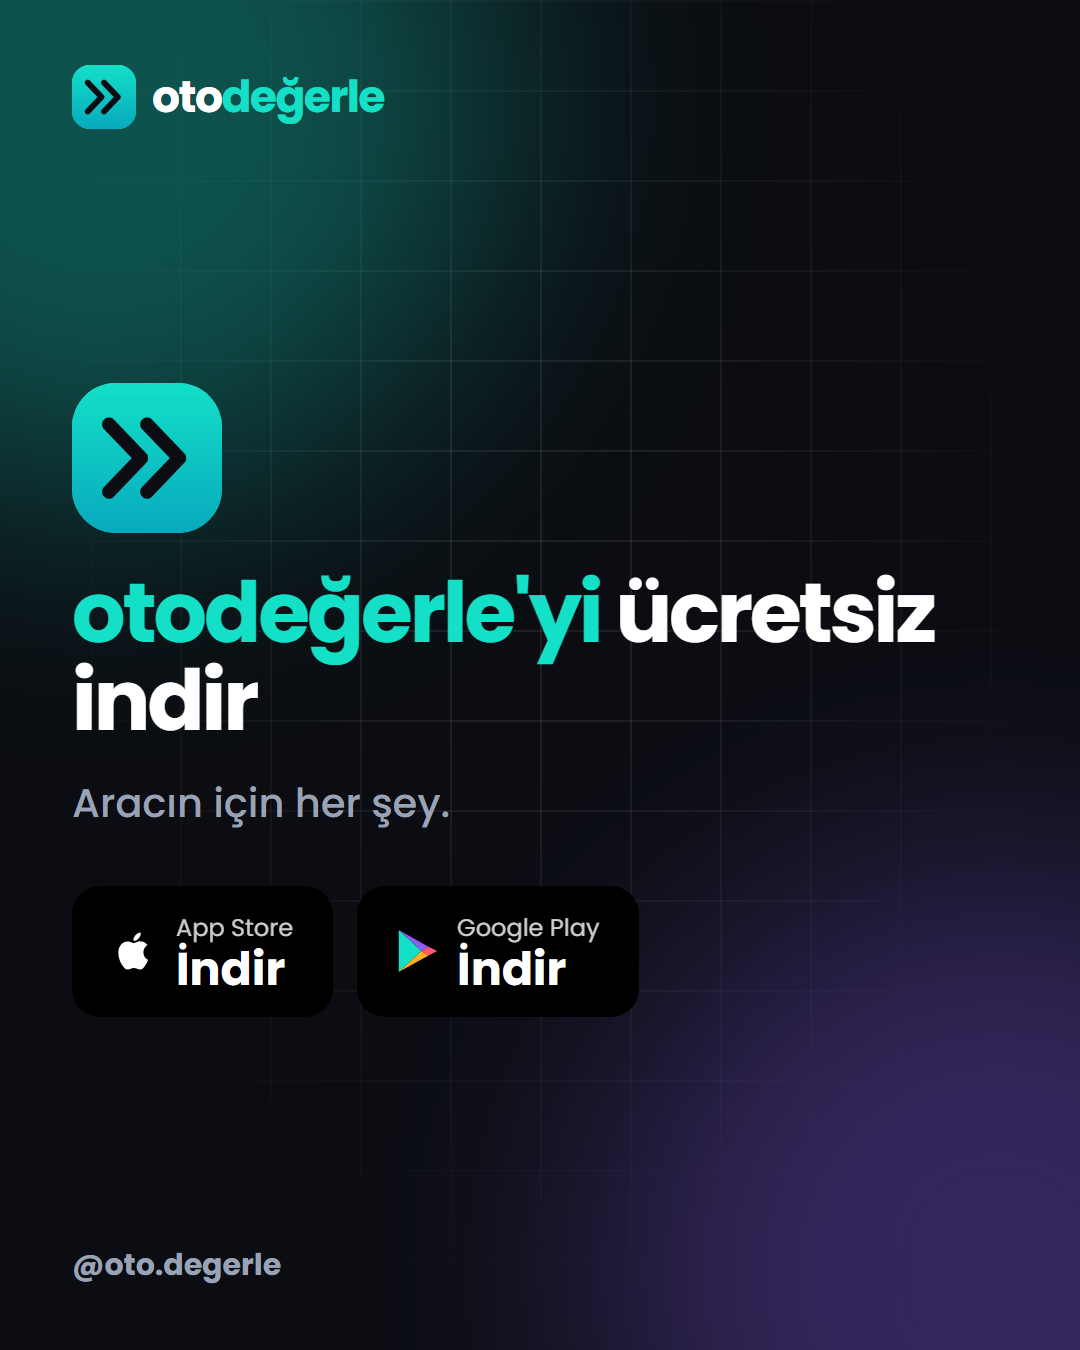 otodeğerle
otodeğerle'yi ücretsiz
indir
Aracın için her şey.
App Store
İndir
Google Play
İndir
@oto.degerle